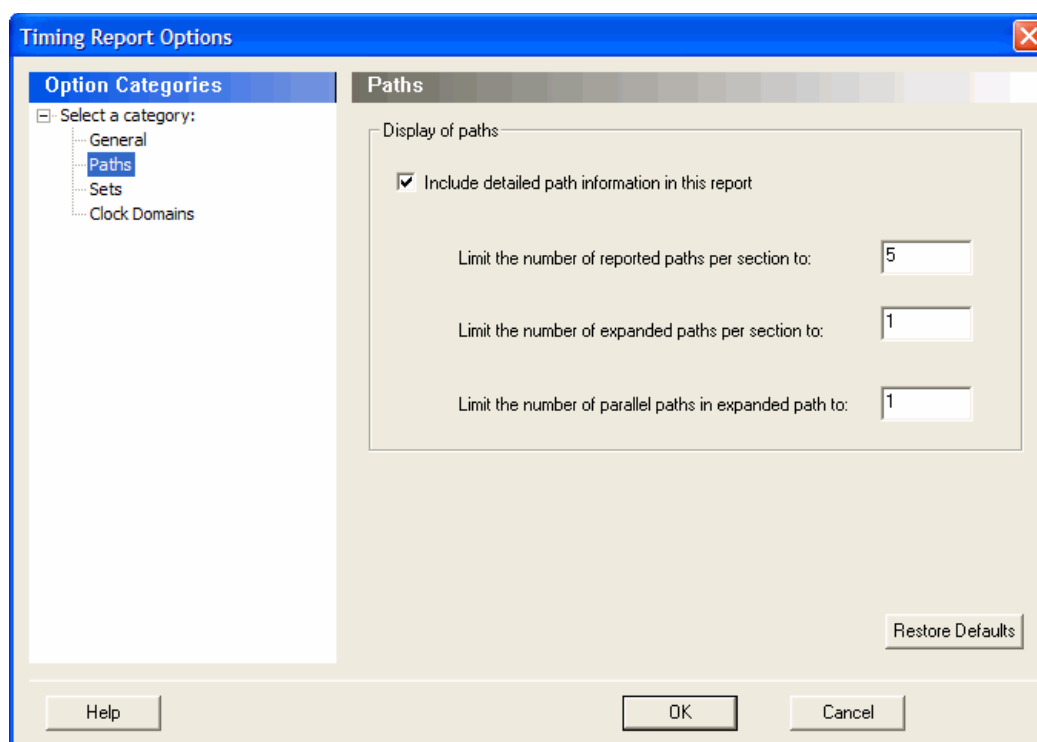 Timing Report Options
Option Categories
Select a category:
General
Paths
Sets
Clock Domains
Paths
Display of paths
Include detailed path information in this report
Limit the number of reported paths per section to: 5
Limit the number of expanded paths per section to: 1
Limit the number of parallel paths in expanded path to: 1
Restore Defaults
Help OK Cancel